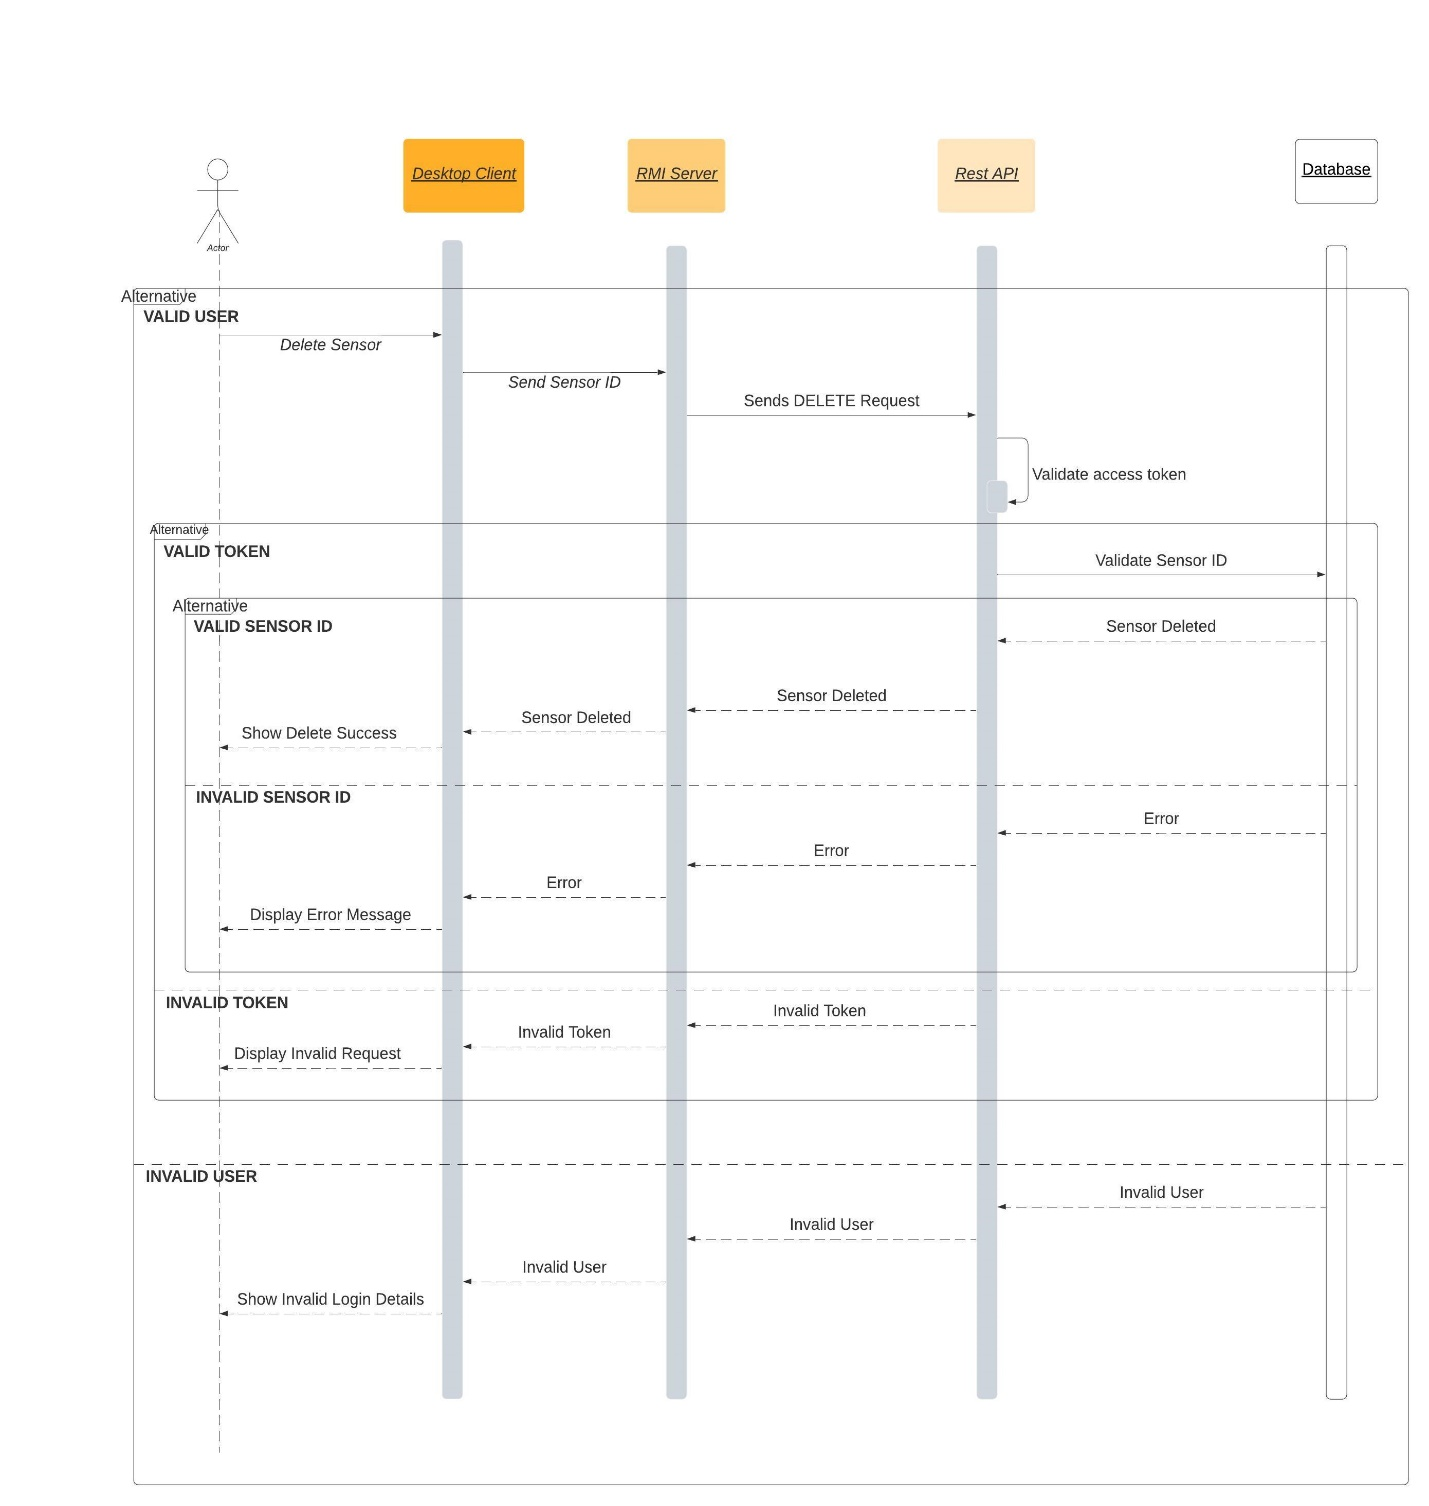 Desktop Client
RMI Server
Rest API
Database
Actor
Alternative
VALID USER
Delete Sensor
Send Sensor ID
Sends DELETE Request
Validate access token
Alternative
VALID TOKEN
Validate Sensor ID
Alternative
VALID SENSOR ID
Sensor Deleted
Sensor Deleted
Sensor Deleted
Show Delete Success
INVALID SENSOR ID
Error
Error
Error
Display Error Message
INVALID TOKEN
Invalid Token
Invalid Token
Display Invalid Request
INVALID USER
Invalid User
Invalid User
Invalid User
Show Invalid Login Details